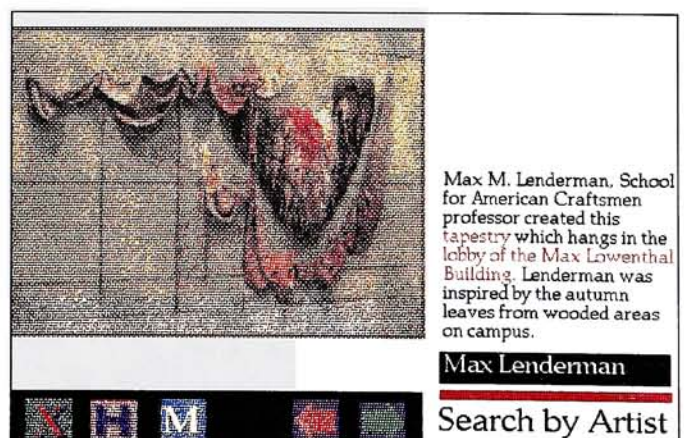 Max M. Lenderman, School
for American Craftsmen
professor created this
tapestry which hangs in the
lobby of the Max Lowenthal
Building. Lenderman was
inspired by the autumn
leaves from wooded areas
on campus.
Max Lenderman
X H M
Search by Artist